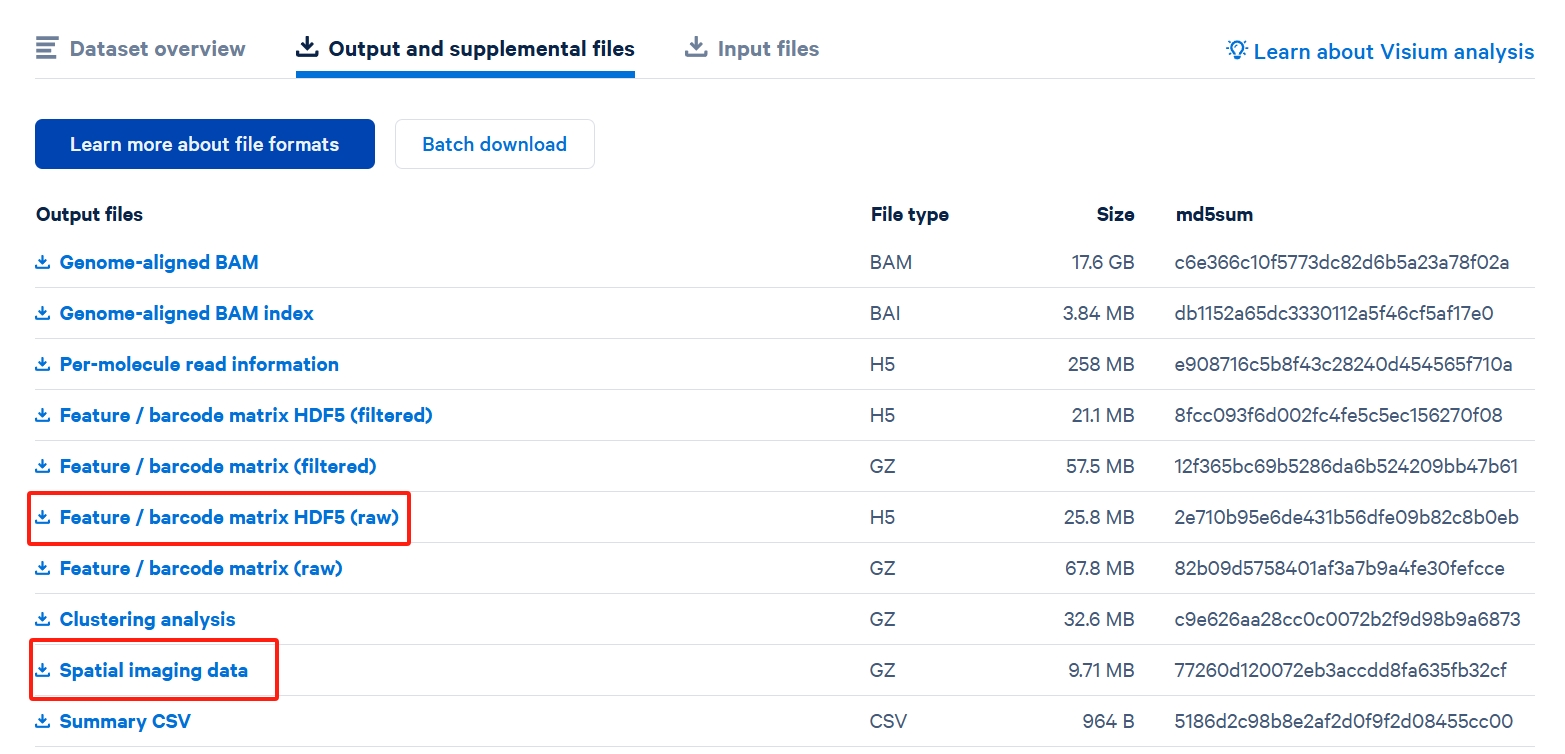 Dataset overview Output and supplemental files Input files Learn about Visium analysis
Learn more about file formats Batch download
Output files File type Size md5sum
Genome-aligned BAM BAM 17.6 GB c6e366c10f5773dc82d6b5a23a78f02a
Genome-aligned BAM index BAI 3.84 MB db1152a65dc3330112a5f46cf5af17e0
Per-molecule read information H5 258 MB e908716c5b8f43c28240d454565f710a
Feature / barcode matrix HDF5 (filtered) H5 21.1 MB 8fcc093f6d002fc4fe5c5ec156270f08
Feature / barcode matrix (filtered) GZ 57.5 MB 12f365bc69b5286da6b524209bb47b61
Feature / barcode matrix HDF5 (raw) H5 25.8 MB 2e710b95e6de431b56dfe09b82c8b0eb
Feature / barcode matrix (raw) GZ 67.8 MB 82b09d5758401af3a7b9a4fe30fefcce
Clustering analysis GZ 32.6 MB c9e626aa28cc0c0072b2f9d98b9a6873
Spatial imaging data GZ 9.71 MB 77260d120072eb3accdd8fa635fb32cf
Summary CSV CSV 964 B 5186d2c98b8e2af2d0f9f2d08455cc00